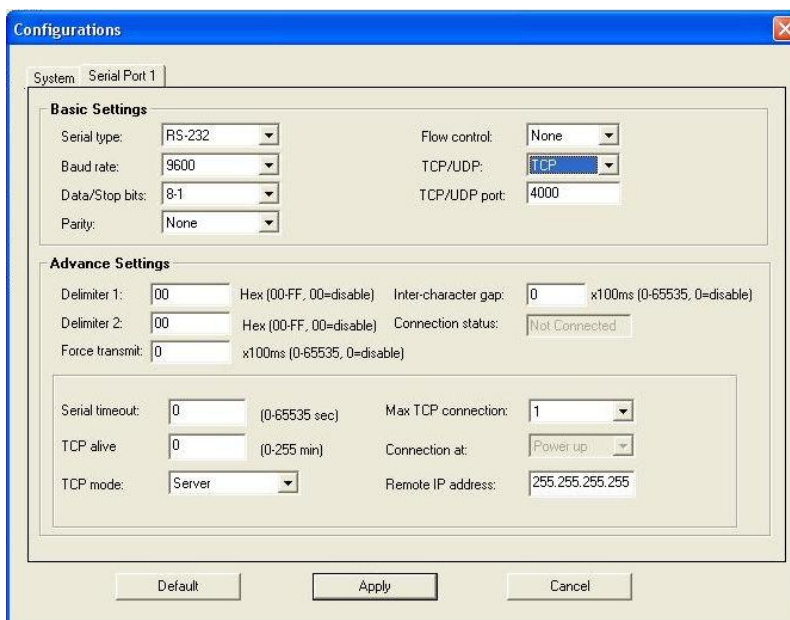 Configurations
System Serial Port 1
Basic Settings
Serial type: RS-232 Flow control: None
Baud rate: 9600 TCP/UDP: TCP
Data/Stop bits: 8-1 TCP/UDP port: 4000
Parity: None
Advance Settings
Delimiter 1: 00 Hex (00-FF, 00=disable) Inter-character gap: 0 x100ms (0-65535, 0=disable)
Delimiter 2: 00 Hex (00-FF, 00=disable) Connection status: Not Connected
Force transmit: 0 x100ms (0-65535, 0=disable)
Serial timeout: 0 (0-65535 sec) Max TCP connection: 1
TCP alive 0 (0-255 min) Connection at: Power up
TCP mode: Server Remote IP address: 255.255.255.255
Default Apply Cancel